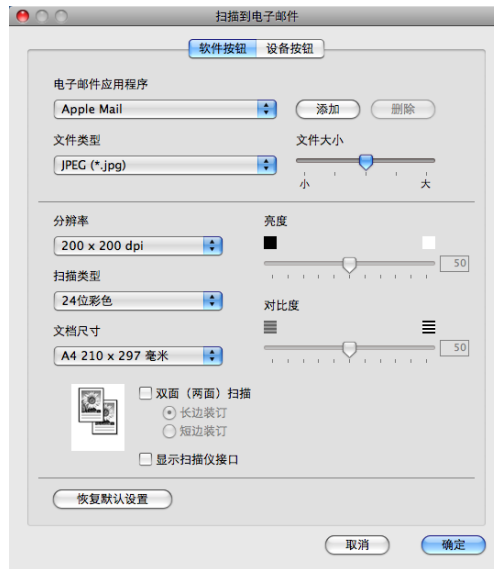 扫描到电子邮件
软件按钮 设备按钮
电子邮件应用程序
Apple Mail 添加 删除
文件类型 文件大小
JPEG (*.jpg)
小 大
分辨率 亮度
200 x 200 dpi
50
扫描类型
24位彩色 对比度
文档尺寸
A4 210 x 297 毫米 50
双面（两面）扫描
长边装订
短边装订
显示扫描仪接口
恢复默认设置
取消 确定